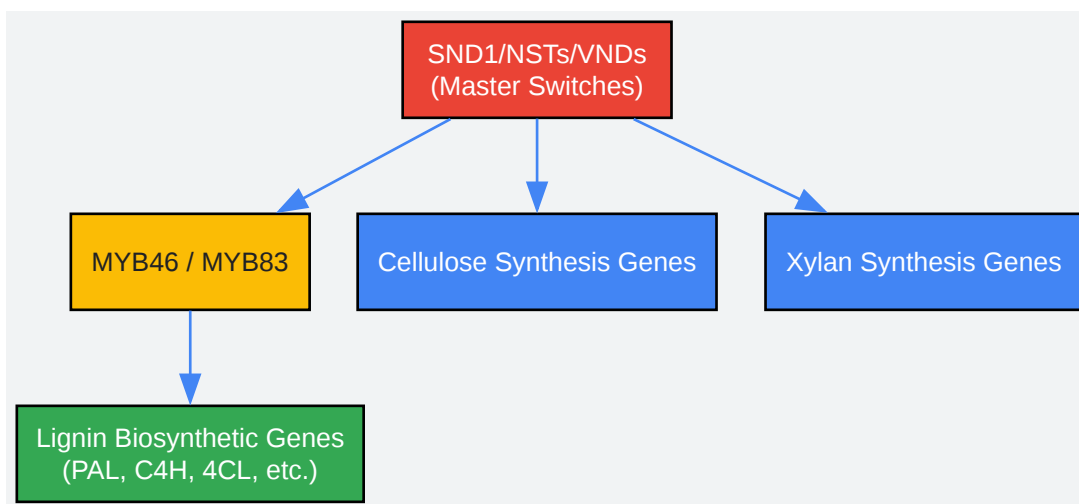 SND1/NSTs/VNDs
(Master Switches)
MYB46 / MYB83
Cellulose Synthesis Genes
Xylan Synthesis Genes
Lignin Biosynthetic Genes
(PAL, C4H, 4CL, etc.)